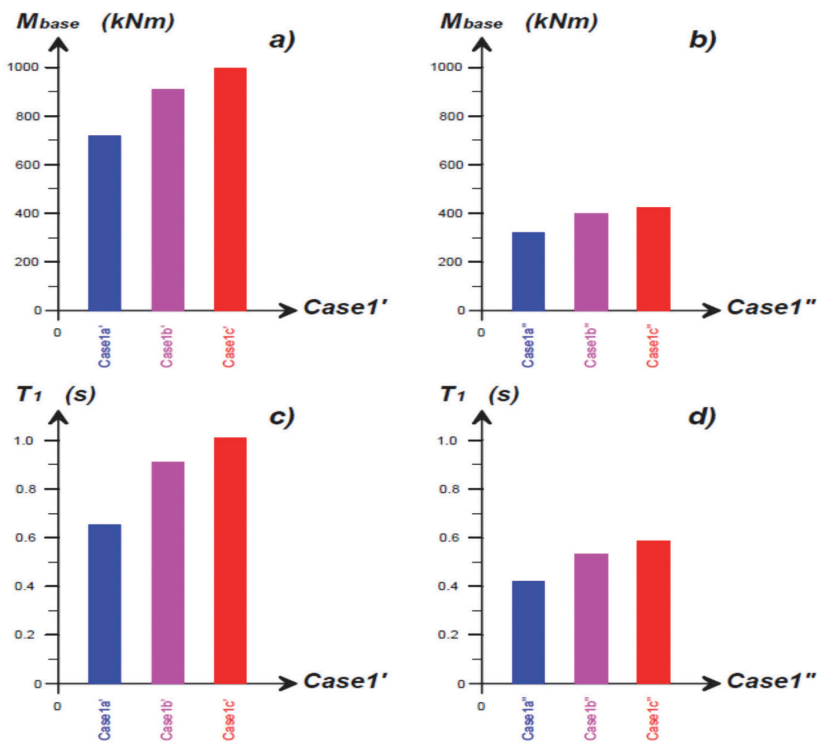 Mbase (kNm)
a)
1000
800
600
400
200
0
0
Case1a'
Case1b'
Case1c'
Case1'
Mbase (kNm)
b)
1000
800
600
400
200
0
0
Case1a"
Case1b"
Case1c"
Case1"
T1 (s)
c)
1.0
0.8
0.6
0.4
0.2
0
0
Case1a'
Case1b'
Case1c'
Case1'
T1 (s)
d)
1.0
0.8
0.6
0.4
0.2
0
0
Case1a"
Case1b"
Case1c"
Case1"